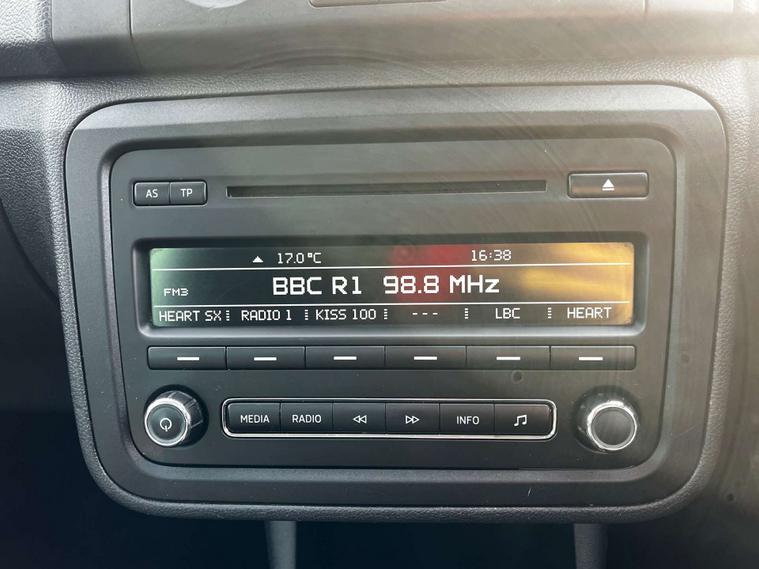 AS TP
▲ 17.0°C 16:38
FM3 BBC R1 98.8 MHz
HEART SX RADIO 1 KISS 100 --- LBC HEART
MEDIA RADIO INFO